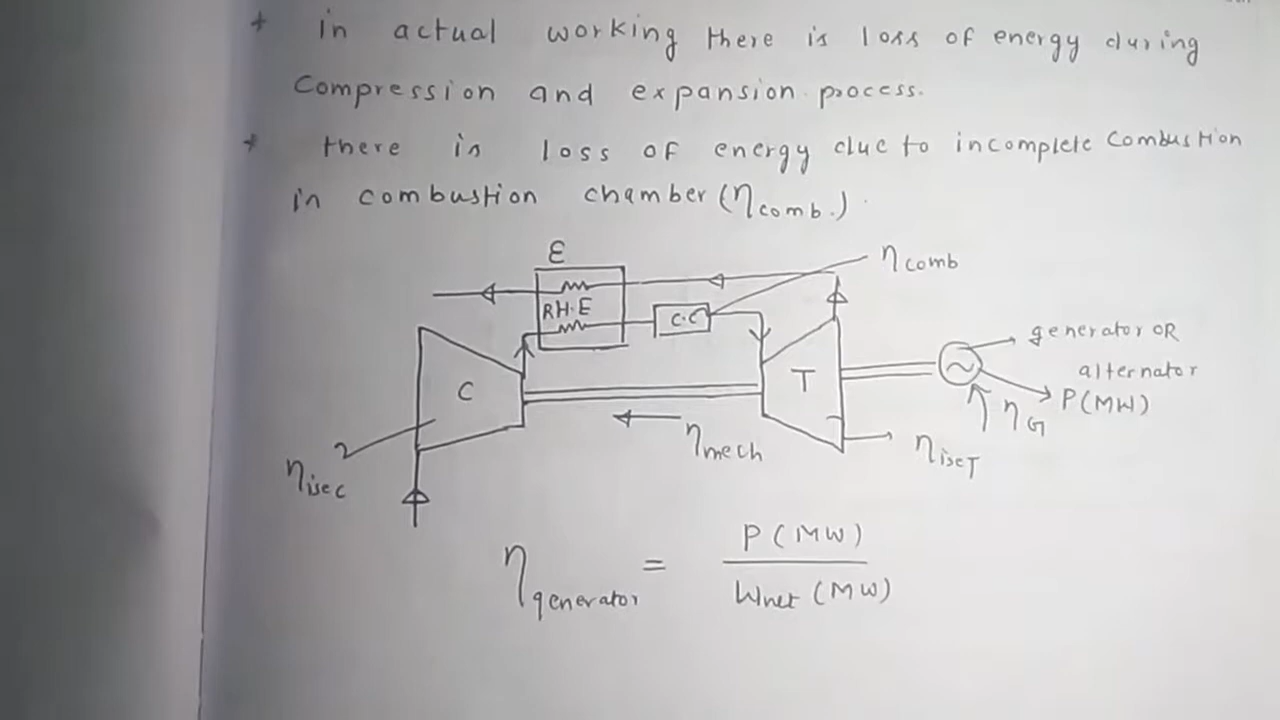 * in actual working there is loss of energy during
Compression and expansion process.
* there is loss of energy due to incomplete Combustion
in combustion chamber (ηcomb.)
ε
ηcomb
RH.E
C.C
generator OR
alternator
C
T
P(MW)
ηG
ηmech
ηiseT
ηisec
ηgenerator = P(MW) / Wnet (MW)